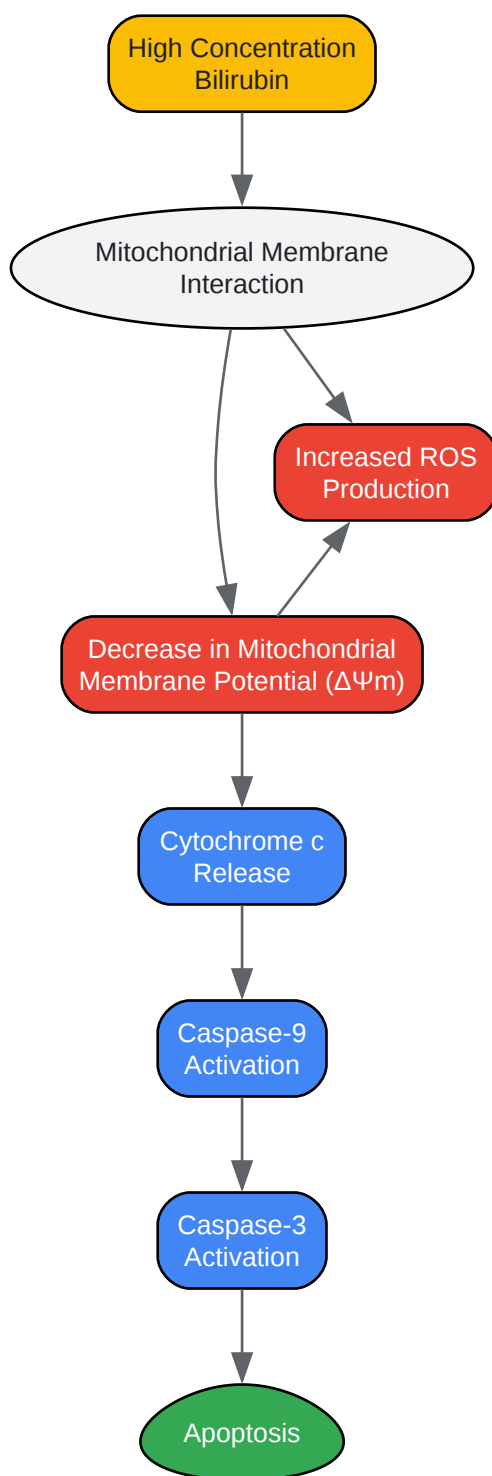 High Concentration
Bilirubin
Mitochondrial Membrane
Interaction
Increased ROS
Production
Decrease in Mitochondrial
Membrane Potential (ΔΨm)
Cytochrome c
Release
Caspase-9
Activation
Caspase-3
Activation
Apoptosis